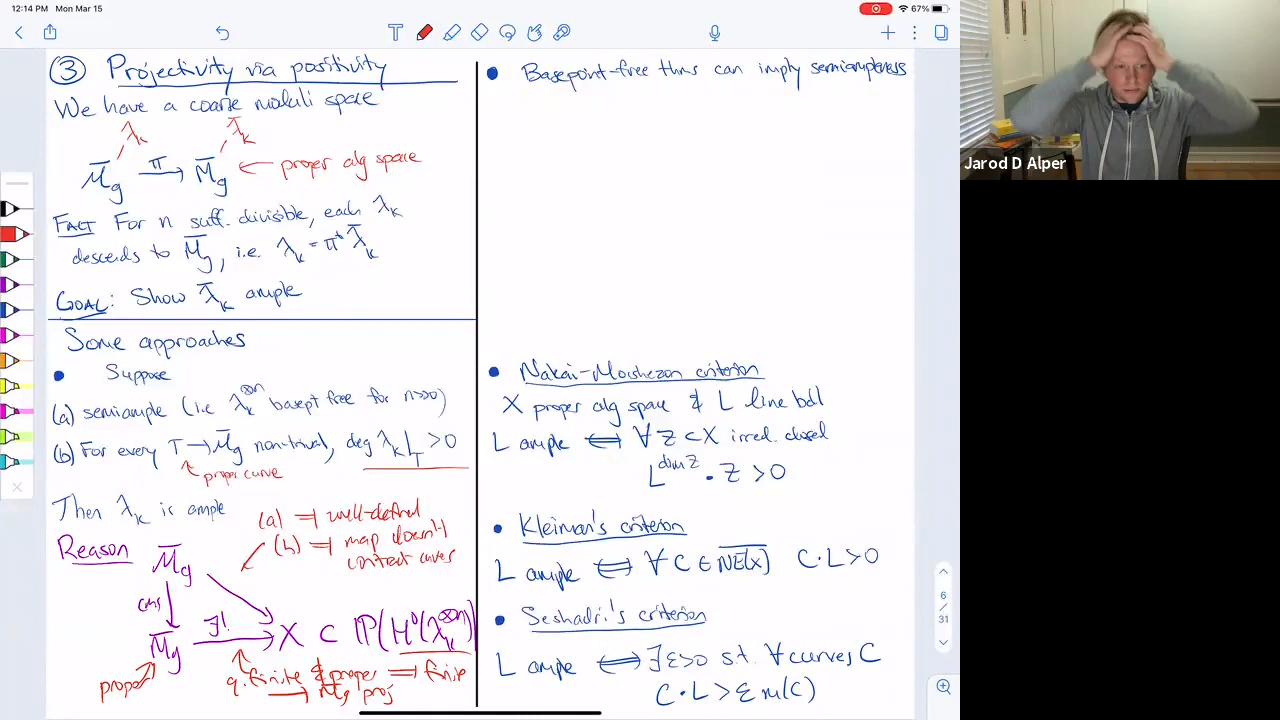 12:14 PM Mon Mar 15
67%
③ Projectivity via positivity
We have a coarse moduli space
λ_k λ̄_k
M̄_g →^π M̄_g ← proper alg space
FACT For n suff. divisible, each λ_k
descends to M̄_g, i.e. λ_k = π* λ̄_k
GOAL: Show λ̄_k ample
Some approaches
• Suppose
(a) semiample (i.e λ_k^{⊗n} basept free for n>>0)
(b) For every T → M̄_g non-trivial, deg λ_k|_T > 0
proper curve
Then λ_k is ample
(a) ⇒ well-defined
(b) ⇒ map doesn't
contract curves
Reason M̄_g
cms
M̄_g →^{∃!} X ⊂ P(H⁰(λ_k^{⊗n}))
proper q. finite & proper ⇒ finite
→ M̄_g proj
• Basepoint-free thms can imply semiampleness
• Nakai-Moishezon criterion
X proper alg space & L line bdl
L ample ⟺ ∀ Z ⊂ X irred. closed
L^{dim Z} · Z > 0
• Kleiman's criterion
L ample ⟺ ∀ C ∈ N̅E̅(̅X̅)̅ C·L > 0
• Seshadri's criterion
L ample ⟺ ∃ε>0 s.t. ∀ curves C
C·L > ε m(C)
Jarod D Alper
6
/
31